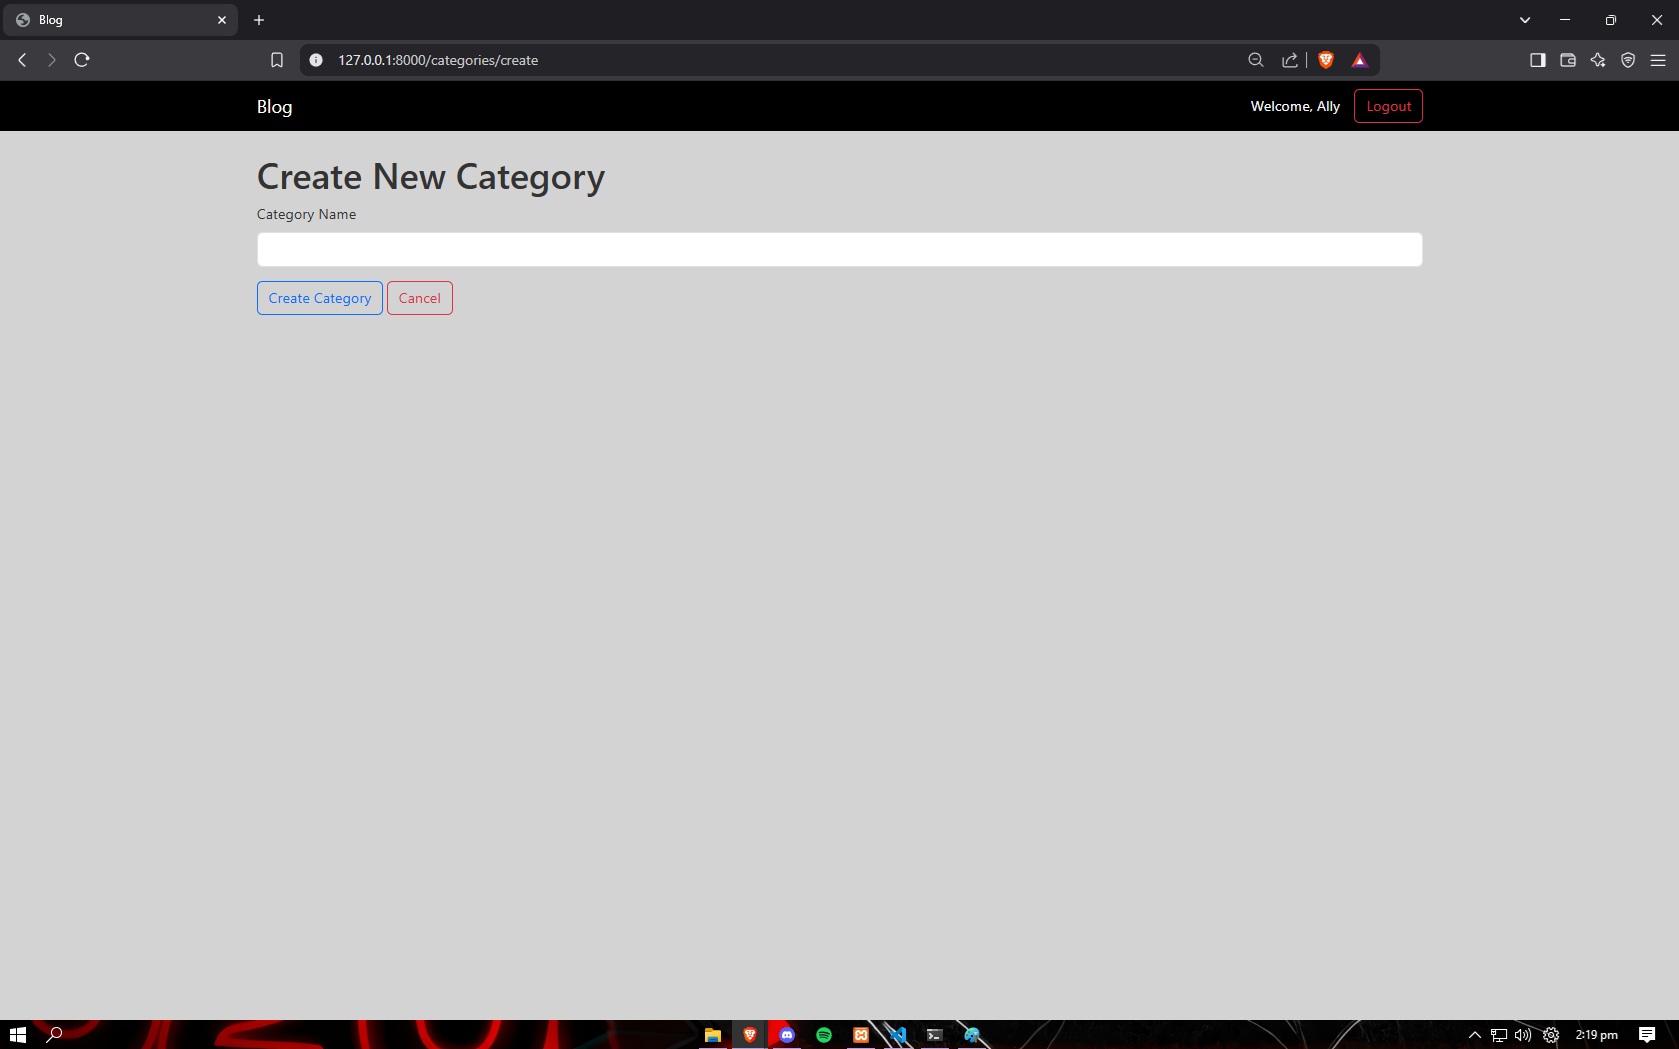 Blog
127.0.0.1:8000/categories/create
Blog
Welcome, Ally
Logout
Create New Category
Category Name
Create Category
Cancel
2:19 pm